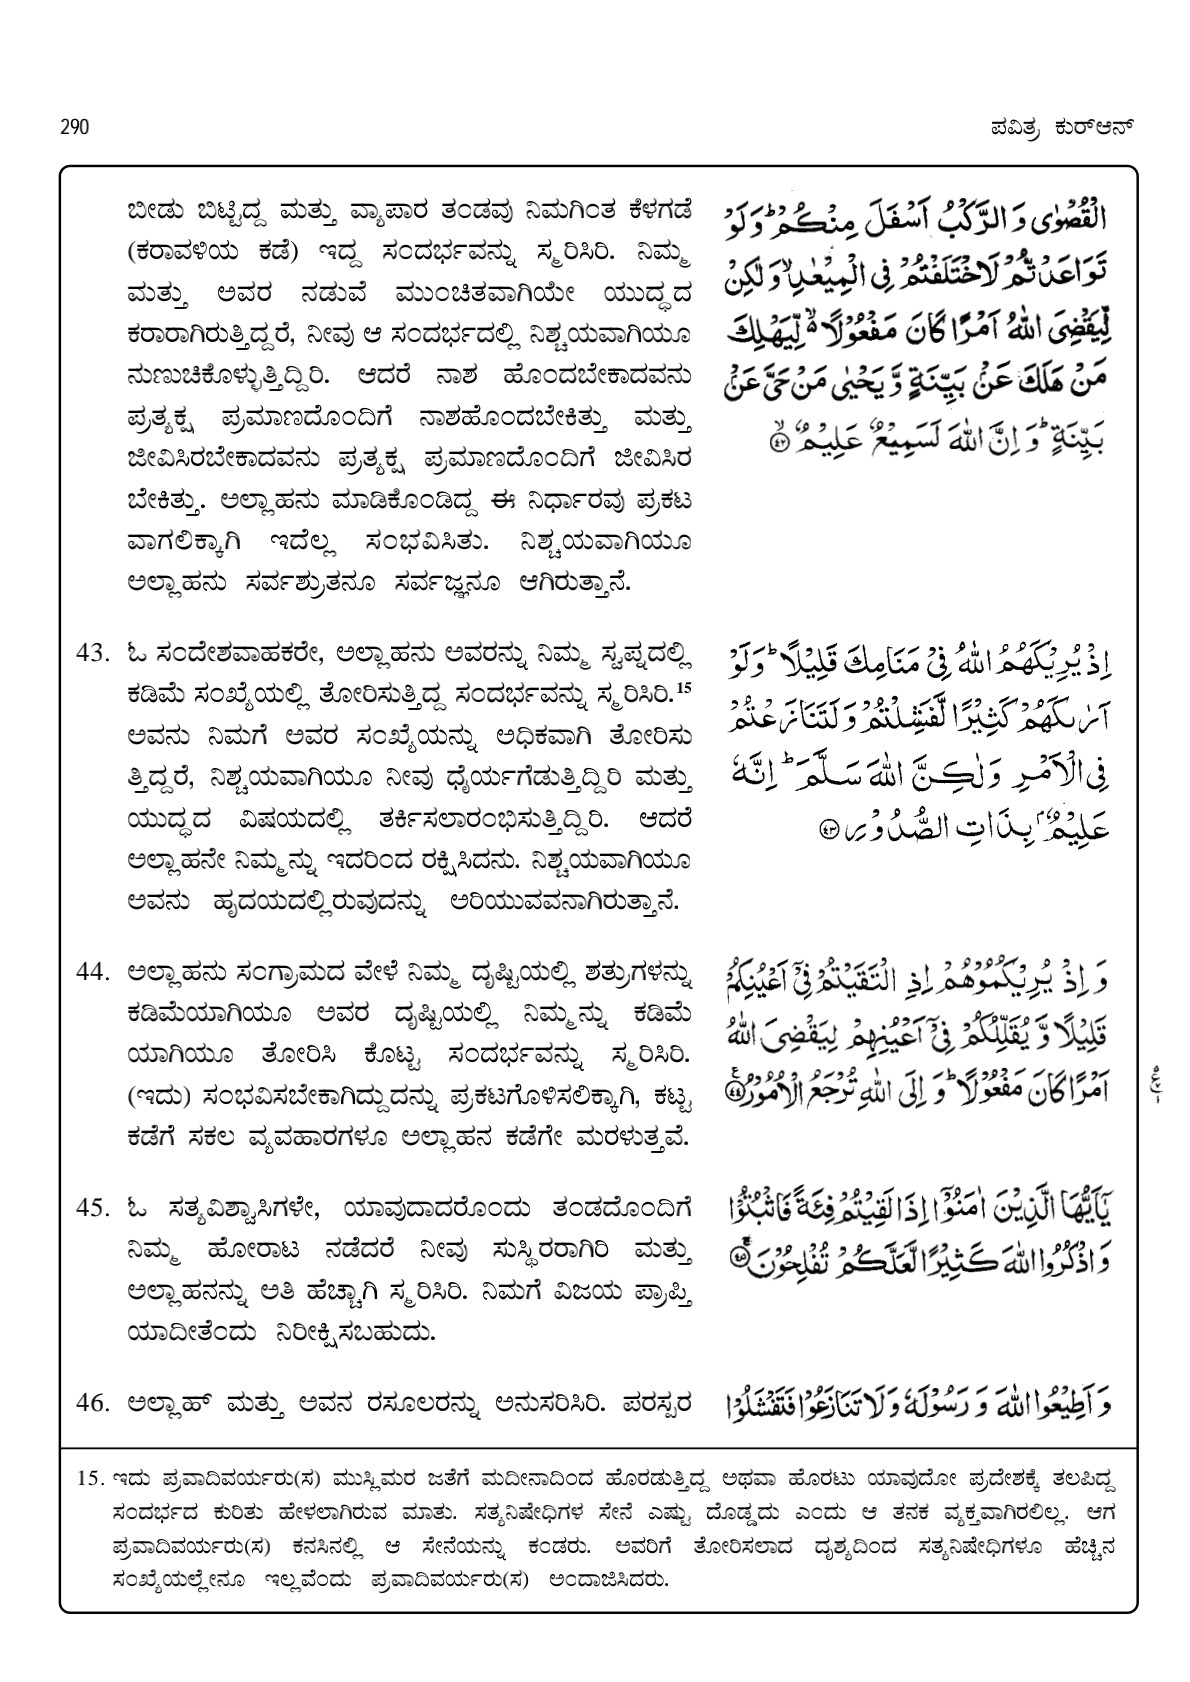 290
ಪವಿತ್ರ ಕುರ್‌ಆನ್
ಬೀಡು ಬಿಟ್ಟಿದ್ದ ಮತ್ತು ವ್ಯಾಪಾರ ತಂಡವು ನಿಮಗಿಂತ ಕೆಳಗಡೆ
(ಕರಾವಳಿಯ ಕಡೆ) ಇದ್ದ ಸಂದರ್ಭವನ್ನು ಸ್ಮರಿಸಿರಿ. ನಿಮ್ಮ
ಮತ್ತು ಅವರ ನಡುವೆ ಮುಂಚಿತವಾಗಿಯೇ ಯುದ್ಧದ
ಕರಾರಾಗಿರುತ್ತಿದ್ದರೆ, ನೀವು ಆ ಸಂದರ್ಭದಲ್ಲಿ ನಿಶ್ಚಯವಾಗಿಯೂ
ನುಣುಚಿಕೊಳ್ಳುತ್ತಿದ್ದಿರಿ. ಆದರೆ ನಾಶ ಹೊಂದಬೇಕಾದವನು
ಪ್ರತ್ಯಕ್ಷ ಪ್ರಮಾಣದೊಂದಿಗೆ ನಾಶಹೊಂದಬೇಕಿತ್ತು ಮತ್ತು
ಜೀವಿಸಿರಬೇಕಾದವನು ಪ್ರತ್ಯಕ್ಷ ಪ್ರಮಾಣದೊಂದಿಗೆ ಜೀವಿಸಿರ
ಬೇಕಿತ್ತು. ಅಲ್ಲಾಹನು ಮಾಡಿಕೊಂಡಿದ್ದ ಈ ನಿರ್ಧಾರವು ಪ್ರಕಟ
ವಾಗಲಿಕ್ಕಾಗಿ ಇದೆಲ್ಲ ಸಂಭವಿಸಿತು. ನಿಶ್ಚಯವಾಗಿಯೂ
ಅಲ್ಲಾಹನು ಸರ್ವಶ್ರುತನೂ ಸರ್ವಜ್ಞನೂ ಆಗಿರುತ್ತಾನೆ.
الْقُصْوٰى وَ الرَّكْبُ اَسْفَلَ مِنْكُمْ ؕ وَ لَوْ
تَوَاعَدْتُّمْ لَاخْتَلَفْتُمْ فِى الْمِيْعٰدِ ۙ وَ لٰكِنْ
لِّيَقْضِىَ اللّٰهُ اَمْرًا كَانَ مَفْعُوْلًا ۙ۬ لِّيَهْلِكَ
مَنْ هَلَكَ عَنْۢ بَيِّنَةٍ وَّ يَحْيٰى مَنْ حَىَّ عَنْۢ
بَيِّنَةٍ ؕ وَ اِنَّ اللّٰهَ لَسَمِيْعٌ عَلِيْمٌ ۙ﴿۴۲﴾
43. ಓ ಸಂದೇಶವಾಹಕರೇ, ಅಲ್ಲಾಹನು ಅವರನ್ನು ನಿಮ್ಮ ಸ್ವಪ್ನದಲ್ಲಿ
ಕಡಿಮೆ ಸಂಖ್ಯೆಯಲ್ಲಿ ತೋರಿಸುತ್ತಿದ್ದ ಸಂದರ್ಭವನ್ನು ಸ್ಮರಿಸಿರಿ.15
ಅವನು ನಿಮಗೆ ಅವರ ಸಂಖ್ಯೆಯನ್ನು ಅಧಿಕವಾಗಿ ತೋರಿಸು
ತ್ತಿದ್ದರೆ, ನಿಶ್ಚಯವಾಗಿಯೂ ನೀವು ಧೈರ್ಯಗೆಡುತ್ತಿದ್ದಿರಿ ಮತ್ತು
ಯುದ್ಧದ ವಿಷಯದಲ್ಲಿ ತರ್ಕಿಸಲಾರಂಭಿಸುತ್ತಿದ್ದಿರಿ. ಆದರೆ
ಅಲ್ಲಾಹನೇ ನಿಮ್ಮನ್ನು ಇದರಿಂದ ರಕ್ಷಿಸಿದನು. ನಿಶ್ಚಯವಾಗಿಯೂ
ಅವನು ಹೃದಯದಲ್ಲಿರುವುದನ್ನು ಅರಿಯುವವನಾಗಿರುತ್ತಾನೆ.
اِذْ يُرِيْكَهُمُ اللّٰهُ فِىْ مَنَامِكَ قَلِيْلًا ؕ وَ لَوْ
اَرٰىكَهُمْ كَثِيْرًا لَّفَشِلْتُمْ وَ لَتَنَازَعْتُمْ
فِى الْاَمْرِ وَ لٰكِنَّ اللّٰهَ سَلَّمَ ؕ اِنَّهٗ
عَلِيْمٌۢ بِذَاتِ الصُّدُوْرِ ﴿۴۳﴾
44. ಅಲ್ಲಾಹನು ಸಂಗ್ರಾಮದ ವೇಳೆ ನಿಮ್ಮ ದೃಷ್ಟಿಯಲ್ಲಿ ಶತ್ರುಗಳನ್ನು
ಕಡಿಮೆಯಾಗಿಯೂ ಅವರ ದೃಷ್ಟಿಯಲ್ಲಿ ನಿಮ್ಮನ್ನು ಕಡಿಮೆ
ಯಾಗಿಯೂ ತೋರಿಸಿ ಕೊಟ್ಟ ಸಂದರ್ಭವನ್ನು ಸ್ಮರಿಸಿರಿ.
(ಇದು) ಸಂಭವಿಸಬೇಕಾಗಿದ್ದುದನ್ನು ಪ್ರಕಟಗೊಳಿಸಲಿಕ್ಕಾಗಿ, ಕಟ್ಟ
ಕಡೆಗೆ ಸಕಲ ವ್ಯವಹಾರಗಳೂ ಅಲ್ಲಾಹನ ಕಡೆಗೇ ಮರಳುತ್ತವೆ.
وَ اِذْ يُرِيْكُمُوْهُمْ اِذِ الْتَقَيْتُمْ فِىْۤ اَعْيُنِكُمْ
قَلِيْلًا وَّ يُقَلِّلُكُمْ فِىْۤ اَعْيُنِهِمْ لِيَقْضِىَ اللّٰهُ
اَمْرًا كَانَ مَفْعُوْلًا ؕ وَ اِلَى اللّٰهِ تُرْجَعُ الْاُمُوْرُ ﴿۴۴﴾
45. ಓ ಸತ್ಯವಿಶ್ವಾಸಿಗಳೇ, ಯಾವುದಾದರೊಂದು ತಂಡದೊಂದಿಗೆ
ನಿಮ್ಮ ಹೋರಾಟ ನಡೆದರೆ ನೀವು ಸುಸ್ಥಿರರಾಗಿರಿ ಮತ್ತು
ಅಲ್ಲಾಹನನ್ನು ಅತಿ ಹೆಚ್ಚಾಗಿ ಸ್ಮರಿಸಿರಿ. ನಿಮಗೆ ವಿಜಯ ಪ್ರಾಪ್ತಿ
ಯಾದೀತೆಂದು ನಿರೀಕ್ಷಿಸಬಹುದು.
يٰۤاَيُّهَا الَّذِيْنَ اٰمَنُوْۤا اِذَا لَقِيْتُمْ فِئَةً فَاثْبُتُوْا
وَ اذْكُرُوا اللّٰهَ كَثِيْرًا لَّعَلَّكُمْ تُفْلِحُوْنَ ۚ﴿۴۵﴾
46. ಅಲ್ಲಾಹ್ ಮತ್ತು ಅವನ ರಸೂಲರನ್ನು ಅನುಸರಿಸಿರಿ. ಪರಸ್ಪರ
وَ اَطِيْعُوا اللّٰهَ وَ رَسُوْلَهٗ وَ لَا تَنَازَعُوْا فَتَفْشَلُوْا
15. ಇದು ಪ್ರವಾದಿವರ್ಯರು(ಸ) ಮುಸ್ಲಿಮರ ಜತೆಗೆ ಮದೀನಾದಿಂದ ಹೊರಡುತ್ತಿದ್ದ ಅಥವಾ ಹೊರಟು ಯಾವುದೋ ಪ್ರದೇಶಕ್ಕೆ ತಲಪಿದ್ದ
ಸಂದರ್ಭದ ಕುರಿತು ಹೇಳಲಾಗಿರುವ ಮಾತು. ಸತ್ಯನಿಷೇಧಿಗಳ ಸೇನೆ ಎಷ್ಟು ದೊಡ್ಡದು ಎಂದು ಆ ತನಕ ವ್ಯಕ್ತವಾಗಿರಲಿಲ್ಲ. ಆಗ
ಪ್ರವಾದಿವರ್ಯರು(ಸ) ಕನಸಿನಲ್ಲಿ ಆ ಸೇನೆಯನ್ನು ಕಂಡರು. ಅವರಿಗೆ ತೋರಿಸಲಾದ ದೃಶ್ಯದಿಂದ ಸತ್ಯನಿಷೇಧಿಗಳೂ ಹೆಚ್ಚಿನ
ಸಂಖ್ಯೆಯಲ್ಲೇನೂ ಇಲ್ಲವೆಂದು ಪ್ರವಾದಿವರ್ಯರು(ಸ) ಅಂದಾಜಿಸಿದರು.